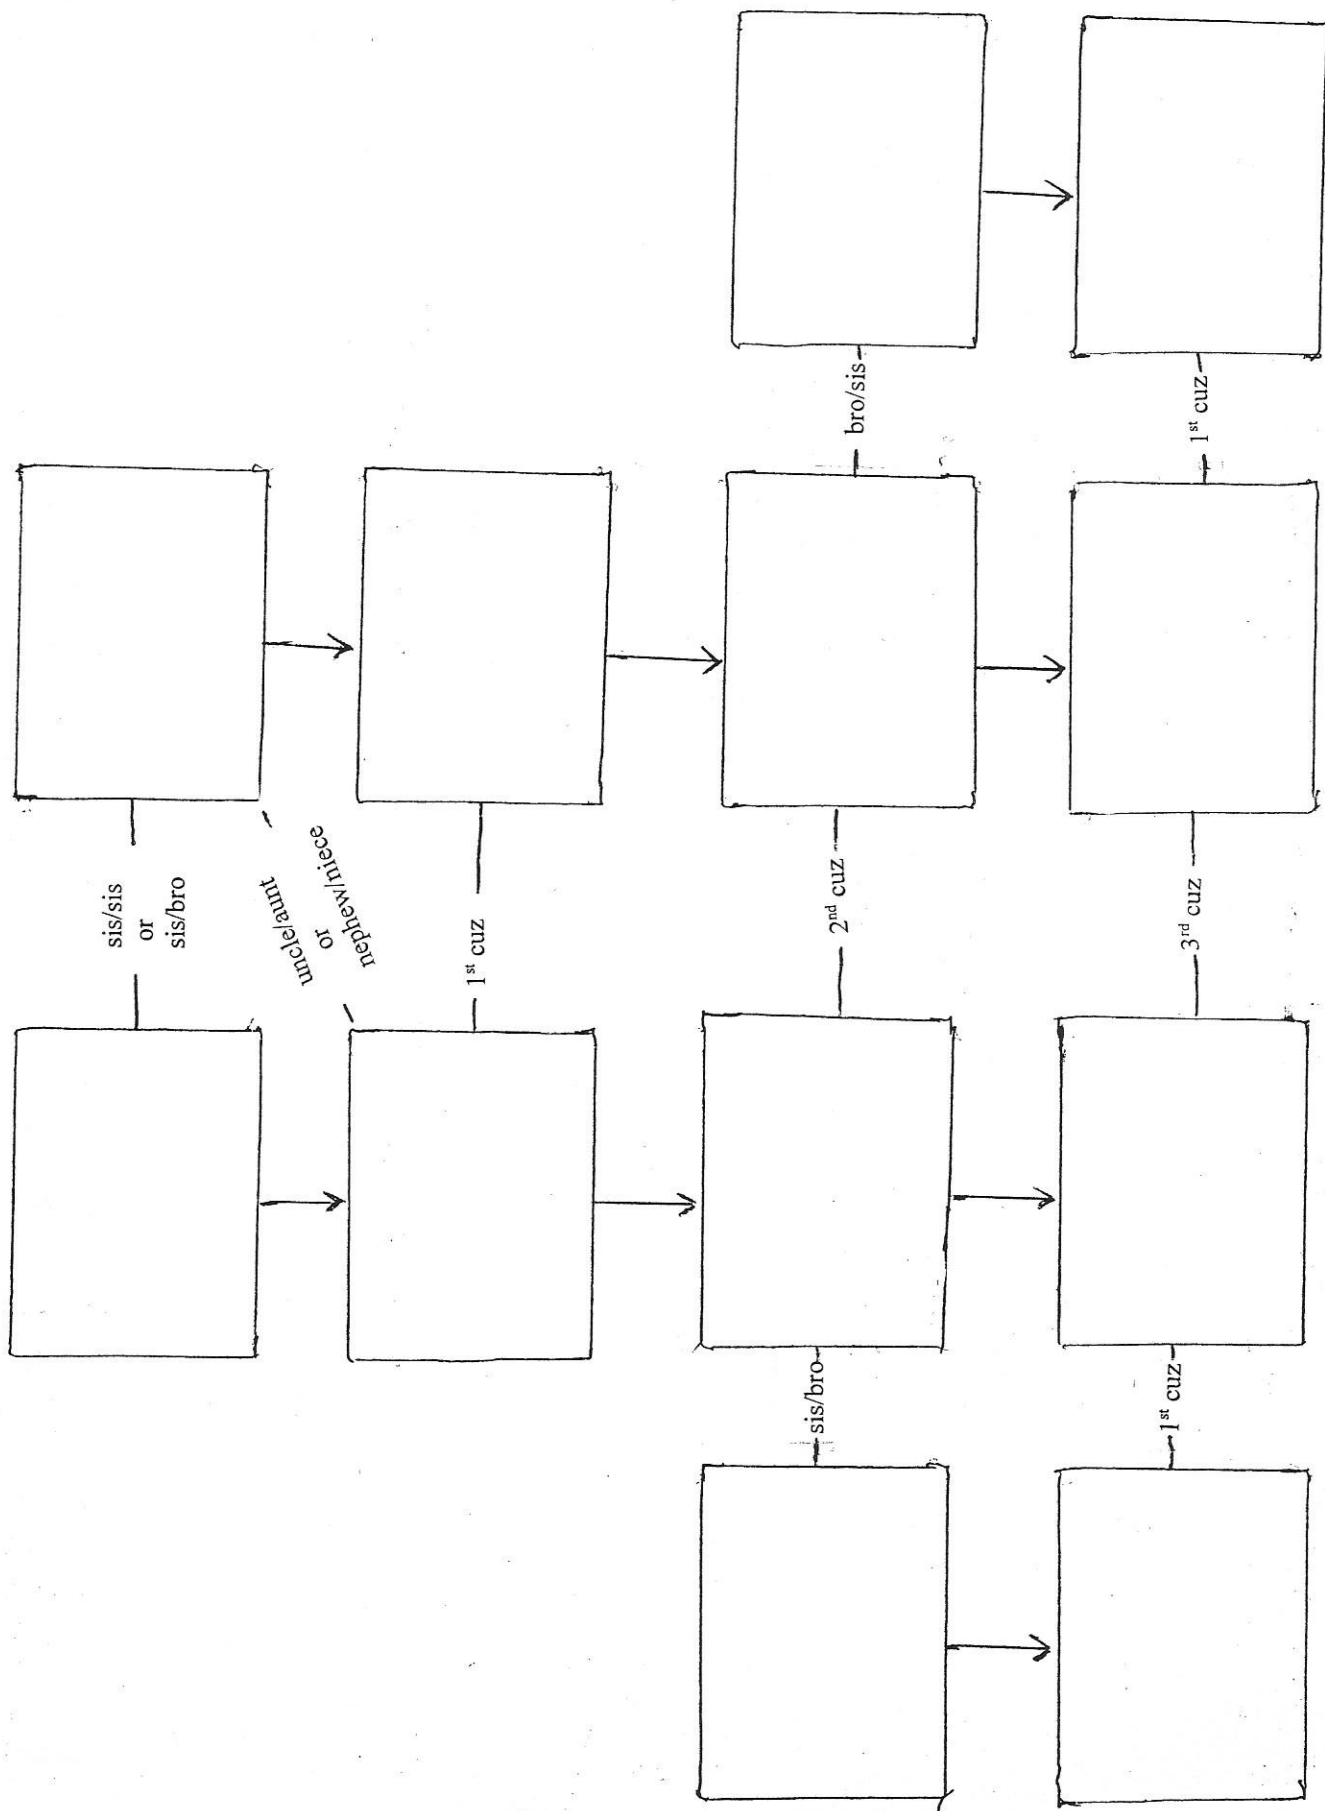 sis/sis
or
sis/bro
uncle/aunt
or
nephew/niece
1st cuz
sis/bro
2nd cuz
bro/sis
1st cuz
3rd cuz
1st cuz